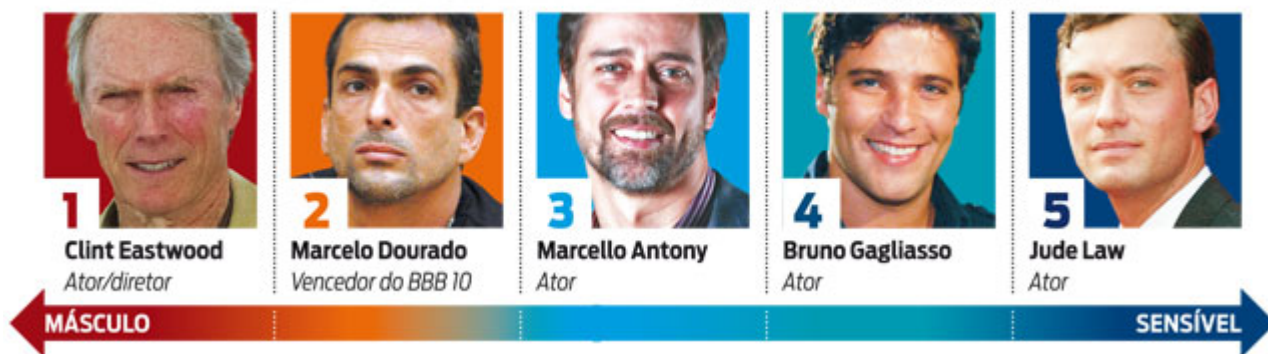 1
Clint Eastwood
Ator/diretor
2
Marcelo Dourado
Vencedor do BBB 10
3
Marcello Antony
Ator
4
Bruno Gagliasso
Ator
5
Jude Law
Ator
MÁSCULO
SENSÍVEL